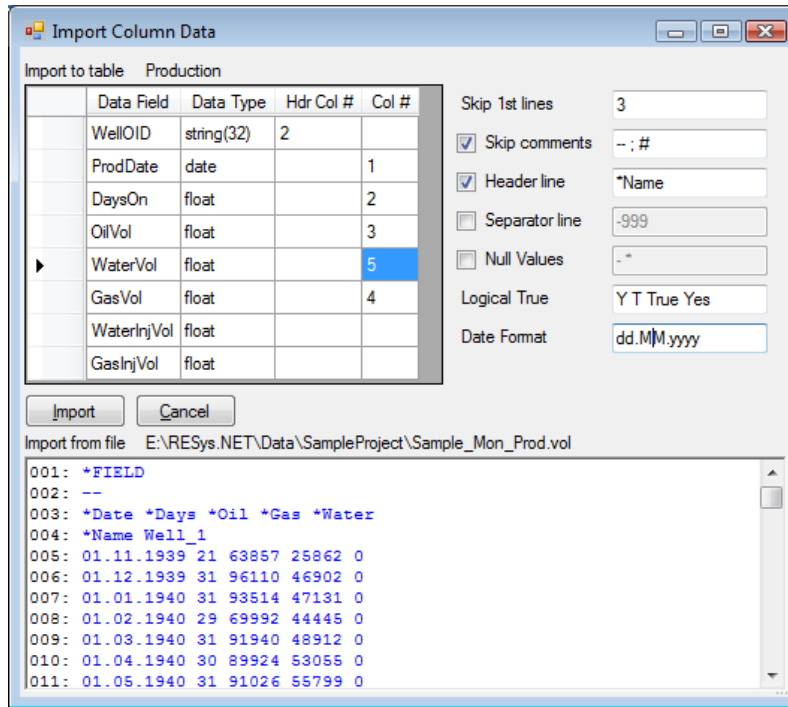 Import Column Data
Import to table Production
Data Field Data Type Hdr Col # Col #
WellOID string(32) 2
ProdDate date 1
DaysOn float 2
OilVol float 3
WaterVol float 5
GasVol float 4
WaterInjVol float
GasInjVol float
Skip 1st lines 3
Skip comments -- ; #
Header line *Name
Separator line -999
Null Values - *
Logical True Y T True Yes
Date Format dd.MM.yyyy
Import Cancel
Import from file E:\RESys.NET\Data\SampleProject\Sample_Mon_Prod.vol
001: *FIELD
002: --
003: *Date *Days *Oil *Gas *Water
004: *Name Well_1
005: 01.11.1939 21 63857 25862 0
006: 01.12.1939 31 96110 46902 0
007: 01.01.1940 31 93514 47131 0
008: 01.02.1940 29 69992 44445 0
009: 01.03.1940 31 91940 48912 0
010: 01.04.1940 30 89924 53055 0
011: 01.05.1940 31 91026 55799 0